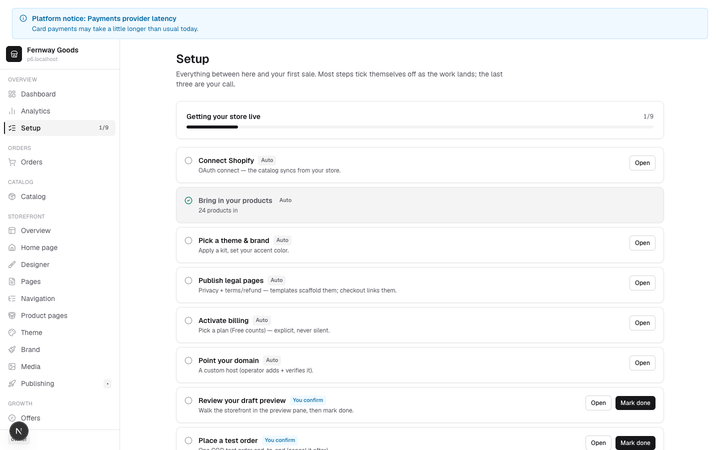 Platform notice: Payments provider latency
Card payments may take a little longer than usual today.
Fernway Goods
p8.localhost
OVERVIEW
Dashboard
Analytics
Setup 1/9
ORDERS
Orders
CATALOG
Catalog
STOREFRONT
Overview
Home page
Designer
Pages
Navigation
Product pages
Theme
Brand
Media
Publishing
GROWTH
Offers
N
Setup
Everything between here and your first sale. Most steps tick themselves off as the work lands; the last
three are your call.
Getting your store live 1/9
Connect Shopify Auto
OAuth connect — the catalog syncs from your store.
Open
Bring in your products Auto
24 products in
Pick a theme & brand Auto
Apply a kit, set your accent color.
Open
Publish legal pages Auto
Privacy + terms/refund — templates scaffold them; checkout links them.
Open
Activate billing Auto
Pick a plan (Free counts) — explicit, never silent.
Open
Point your domain Auto
A custom host (operator adds + verifies it).
Open
Review your draft preview You confirm
Walk the storefront in the preview pane, then mark done.
Open Mark done
Place a test order You confirm
Open Mark done